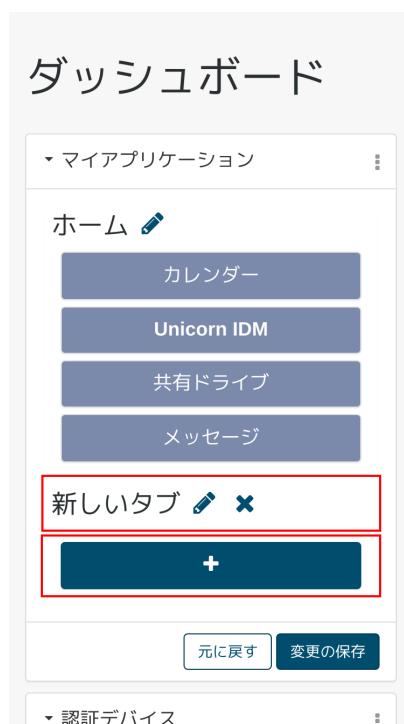 ダッシュボード
マイアプリケーション
ホーム
カレンダー
Unicorn IDM
共有ドライブ
メッセージ
新しいタブ
元に戻す 変更の保存
認証デバイス